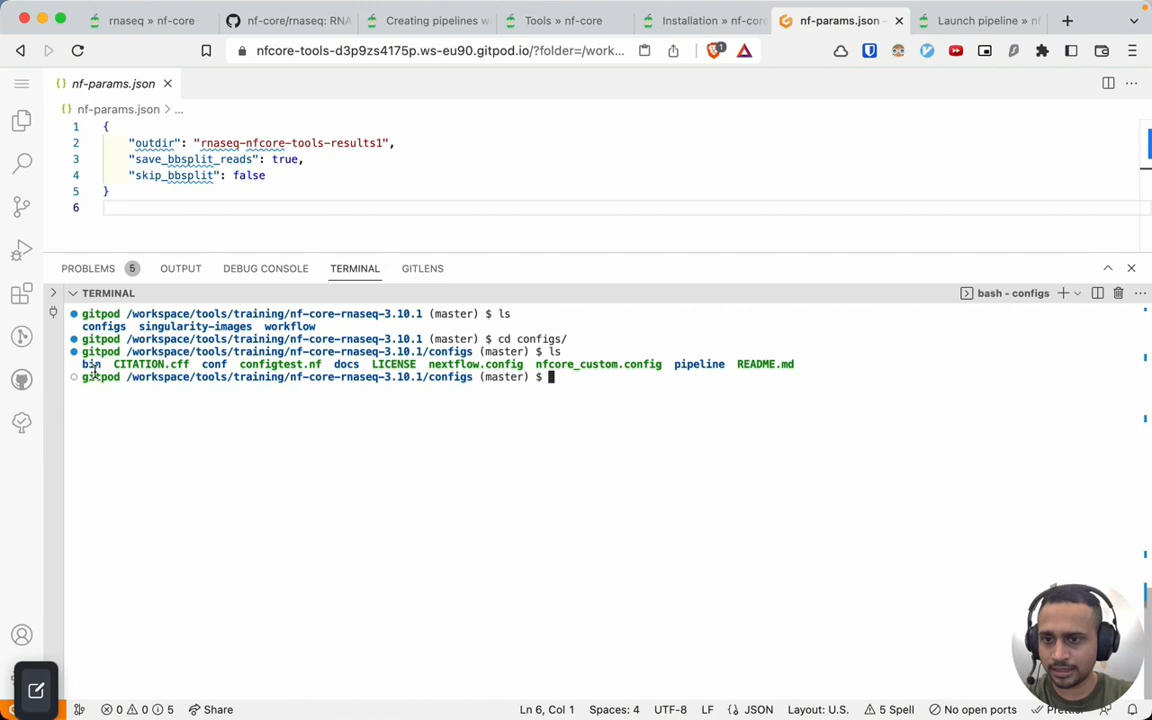 rnaseq » nf-core
nf-core/rnaseq: RNA
Creating pipelines w
Tools » nf-core
Installation » nf-core
nf-params.json -
Launch pipeline » nf
nfcore-tools-d3p9zs4175p.ws-eu90.gitpod.io/?folder=/work...
1
{} nf-params.json
{} nf-params.json > ...
1 {
2 "outdir": "rnaseq-nfcore-tools-results1",
3 "save_bbsplit_reads": true,
4 "skip_bbsplit": false
5 }
6
PROBLEMS 5 OUTPUT DEBUG CONSOLE TERMINAL GITLENS
TERMINAL
bash - configs
gitpod /workspace/tools/training/nf-core-rnaseq-3.10.1 (master) $ ls
configs singularity-images workflow
gitpod /workspace/tools/training/nf-core-rnaseq-3.10.1 (master) $ cd configs/
gitpod /workspace/tools/training/nf-core-rnaseq-3.10.1/configs (master) $ ls
bin CITATION.cff conf configtest.nf docs LICENSE nextflow.config nfcore_custom.config pipeline README.md
gitpod /workspace/tools/training/nf-core-rnaseq-3.10.1/configs (master) $
0 0 5 Share Ln 6, Col 1 Spaces: 4 UTF-8 LF {} JSON Layout: U.S. 5 Spell No open ports